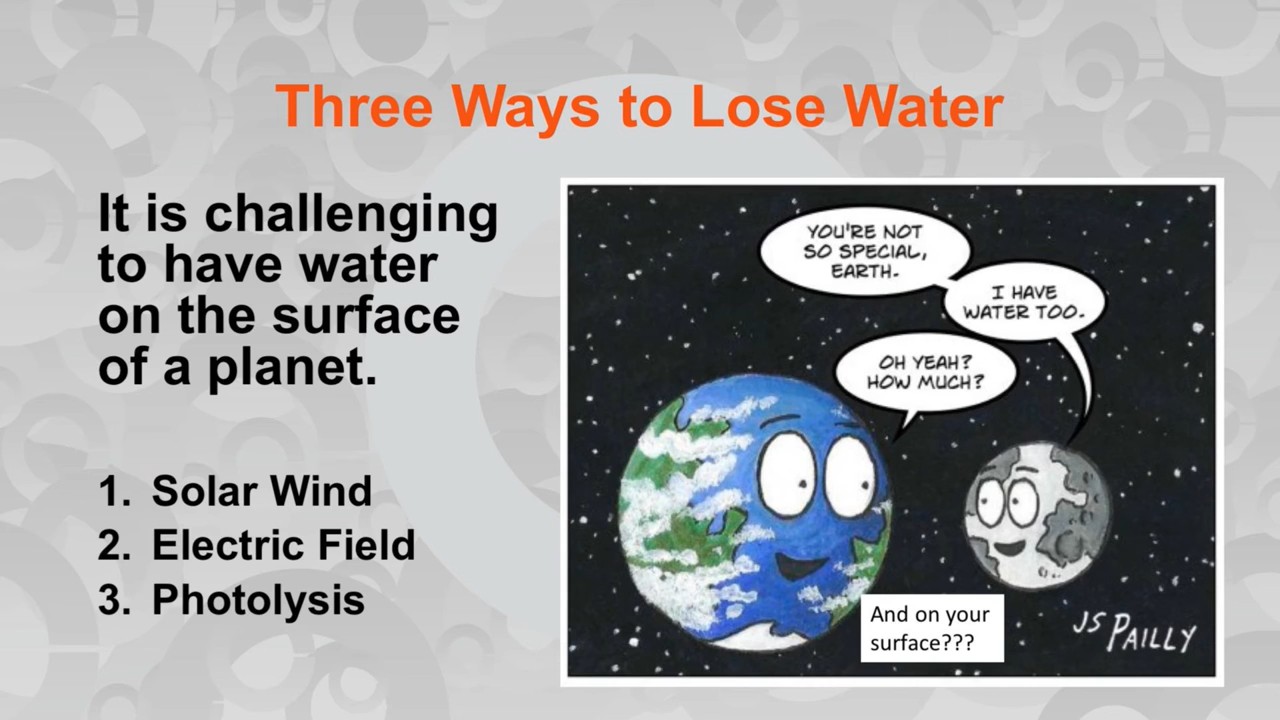 Three Ways to Lose Water
It is challenging
to have water
on the surface
of a planet.
1. Solar Wind
2. Electric Field
3. Photolysis
YOU'RE NOT
SO SPECIAL,
EARTH.
I HAVE
WATER TOO.
OH YEAH?
HOW MUCH?
And on your
surface???
JS PAILLY